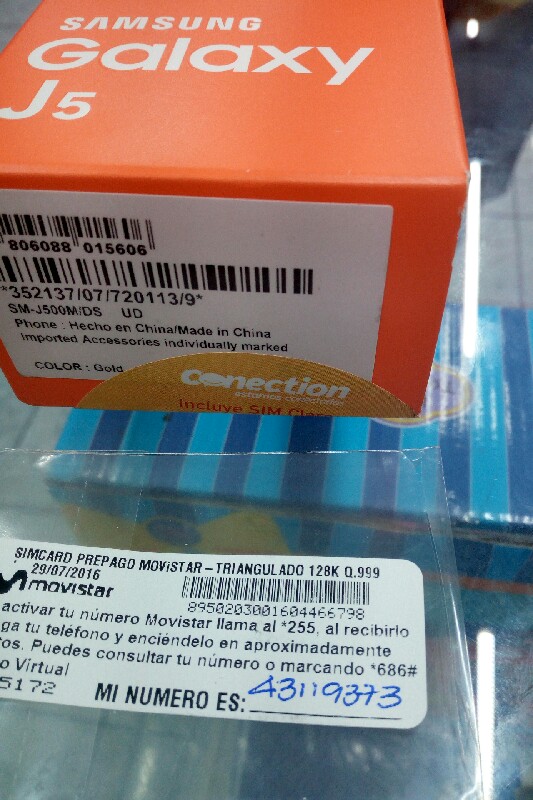 SAMSUNG
Galaxy
J5
806088 015606
*352137/07/720113/9*
SM-J500M/DS UD
Phone : Hecho en China/Made in China
Imported Accessories individually marked
COLOR : Gold
Conection
Incluye SIM
SIMCARD PREPAGO MOVISTAR - TRIANGULADO 128K Q.999
29/07/2016
movistar
8950203001604466798
activar tu número Movistar llama al *255, al recibirlo
ga tu teléfono y enciéndelo en aproximadamente
tos. Puedes consultar tu número o marcando *686#
o Virtual
5172
MI NUMERO ES: 43119373